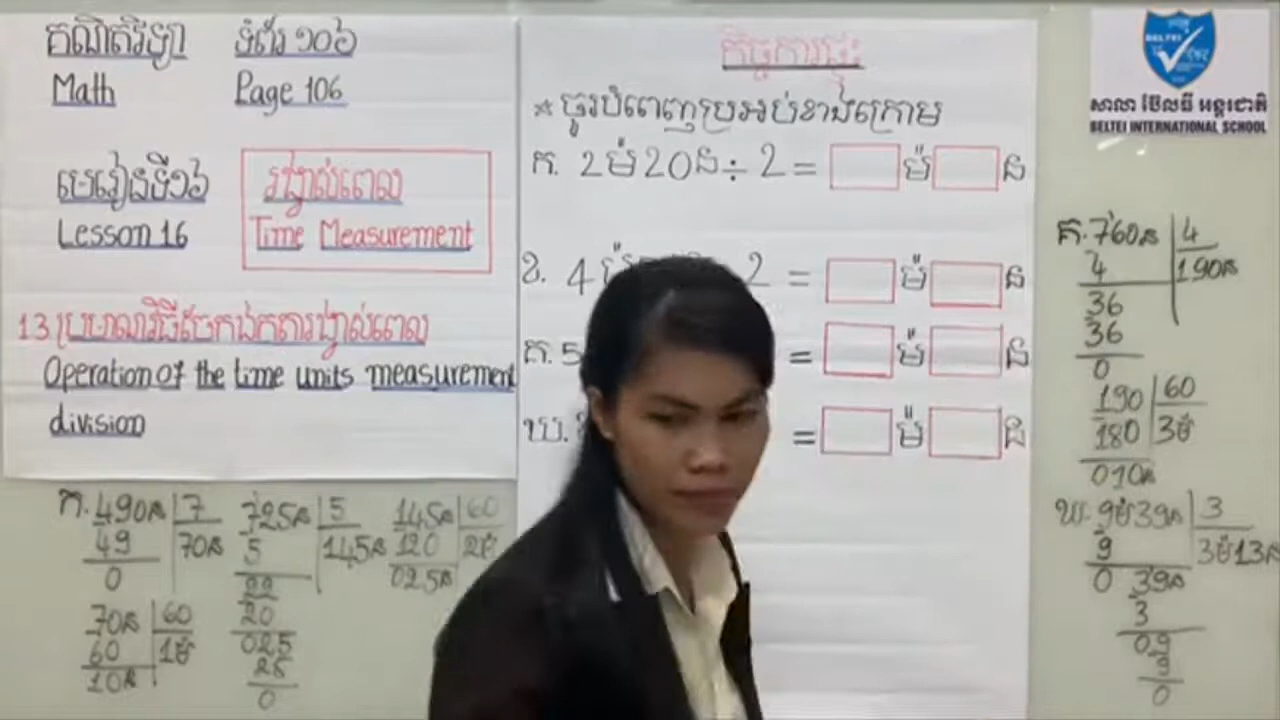 គណិតវិទ្យា ទំព័រ ១០៦
Math Page 106
មេរៀនទី១៦
Lesson 16
រង្វាល់ពេល
Time Measurement
13 ប្រមាណវិធីចែកឯកតារង្វាល់ពេល
Operation of the time units measurement
division
កិច្ចការផ្ទះ
* ចូរបំពេញប្រអប់ខាងក្រោម
ក. 2ម៉20ន ÷ 2 = ម៉ ន
ខ. 4 2 = ម៉ ន
គ. 5 = ម៉ ន
ឃ. = ម៉ ន
សាលា ប៊ែលធី អន្តរជាតិ
BELTEI INTERNATIONAL SCHOOL
ក. 490ន 7
49 70ន
0
70ន 60
60 1ម៉
10ន
725ន 5
5 145ន
22
20
025
25
0
145ន 60
120 2ម៉
025ន
គ. 760ន 4
4 190ន
36
36
0
190 60
180 3ម៉
010ន
ឃ. 9ម៉39ន 3
9 3ម៉13ន
0 39ន
3
09
9
0